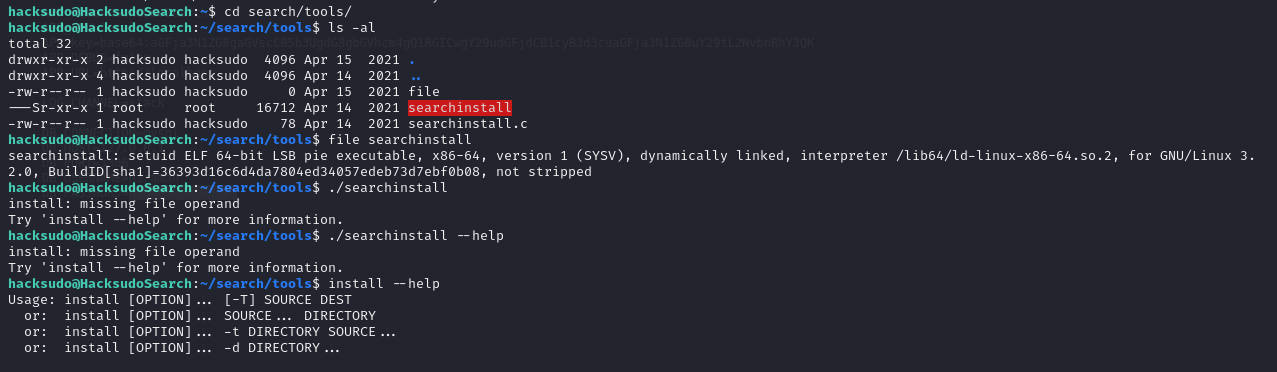 hacksudo@HacksudoSearch:~$ cd search/tools/
hacksudo@HacksudoSearch:~/search/tools$ ls -al
total 32
drwxr-xr-x 2 hacksudo hacksudo  4096 Apr 15  2021 .
drwxr-xr-x 4 hacksudo hacksudo  4096 Apr 14  2021 ..
-rw-r--r-- 1 hacksudo hacksudo     0 Apr 15  2021 file
---Sr-xr-x 1 root     root     16712 Apr 14  2021 searchinstall
-rw-r--r-- 1 hacksudo hacksudo    78 Apr 14  2021 searchinstall.c
hacksudo@HacksudoSearch:~/search/tools$ file searchinstall
searchinstall: setuid ELF 64-bit LSB pie executable, x86-64, version 1 (SYSV), dynamically linked, interpreter /lib64/ld-linux-x86-64.so.2, for GNU/Linux 3.
2.0, BuildID[sha1]=36393d16c6d4da7804ed34057edeb73d7ebf0b08, not stripped
hacksudo@HacksudoSearch:~/search/tools$ ./searchinstall
install: missing file operand
Try 'install --help' for more information.
hacksudo@HacksudoSearch:~/search/tools$ ./searchinstall --help
install: missing file operand
Try 'install --help' for more information.
hacksudo@HacksudoSearch:~/search/tools$ install --help
Usage: install [OPTION]... [-T] SOURCE DEST
  or:  install [OPTION]... SOURCE... DIRECTORY
  or:  install [OPTION]... -t DIRECTORY SOURCE...
  or:  install [OPTION]... -d DIRECTORY...